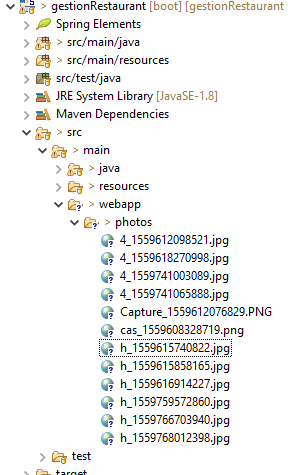 > gestionRestaurant [boot] [gestionRestaurant
Spring Elements
> src/main/java
> src/main/resources
src/test/java
JRE System Library [JavaSE-1.8]
Maven Dependencies
> src
> main
> java
> resources
> webapp
> photos
4_1559612098521.jpg
4_1559618270998.jpg
4_1559741003089.jpg
4_1559741065888.jpg
Capture_1559612076829.PNG
cas_1559608328719.png
h_1559615740822.jpg
h_1559615858165.jpg
h_1559616914227.jpg
h_1559759572860.jpg
h_1559766703940.jpg
h_1559768012398.jpg
> test
target